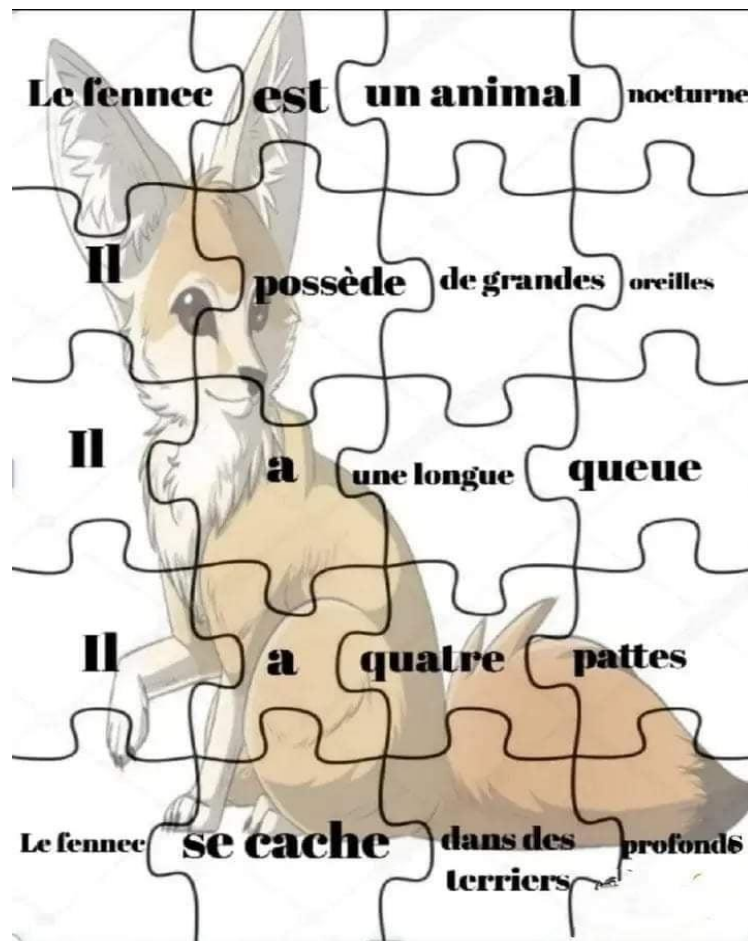 Le fennec est un animal nocturne
Il possède de grandes oreilles
Il a une longue queue
Il a quatre pattes
Le fennec se cache dans des profonds
terriers